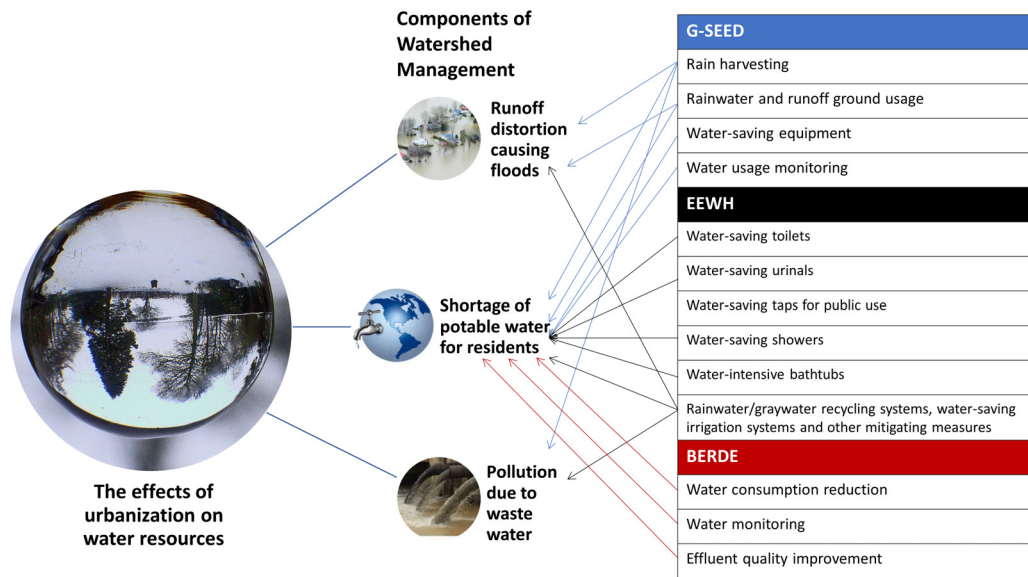 Components of
Watershed
Management
Runoff
distortion
causing
floods
Shortage of
potable water
for residents
Pollution
due to
waste
water
The effects of
urbanization on
water resources
G-SEED
Rain harvesting
Rainwater and runoff ground usage
Water-saving equipment
Water usage monitoring
EEWH
Water-saving toilets
Water-saving urinals
Water-saving taps for public use
Water-saving showers
Water-intensive bathtubs
Rainwater/graywater recycling systems, water-saving
irrigation systems and other mitigating measures
BERDE
Water consumption reduction
Water monitoring
Effluent quality improvement